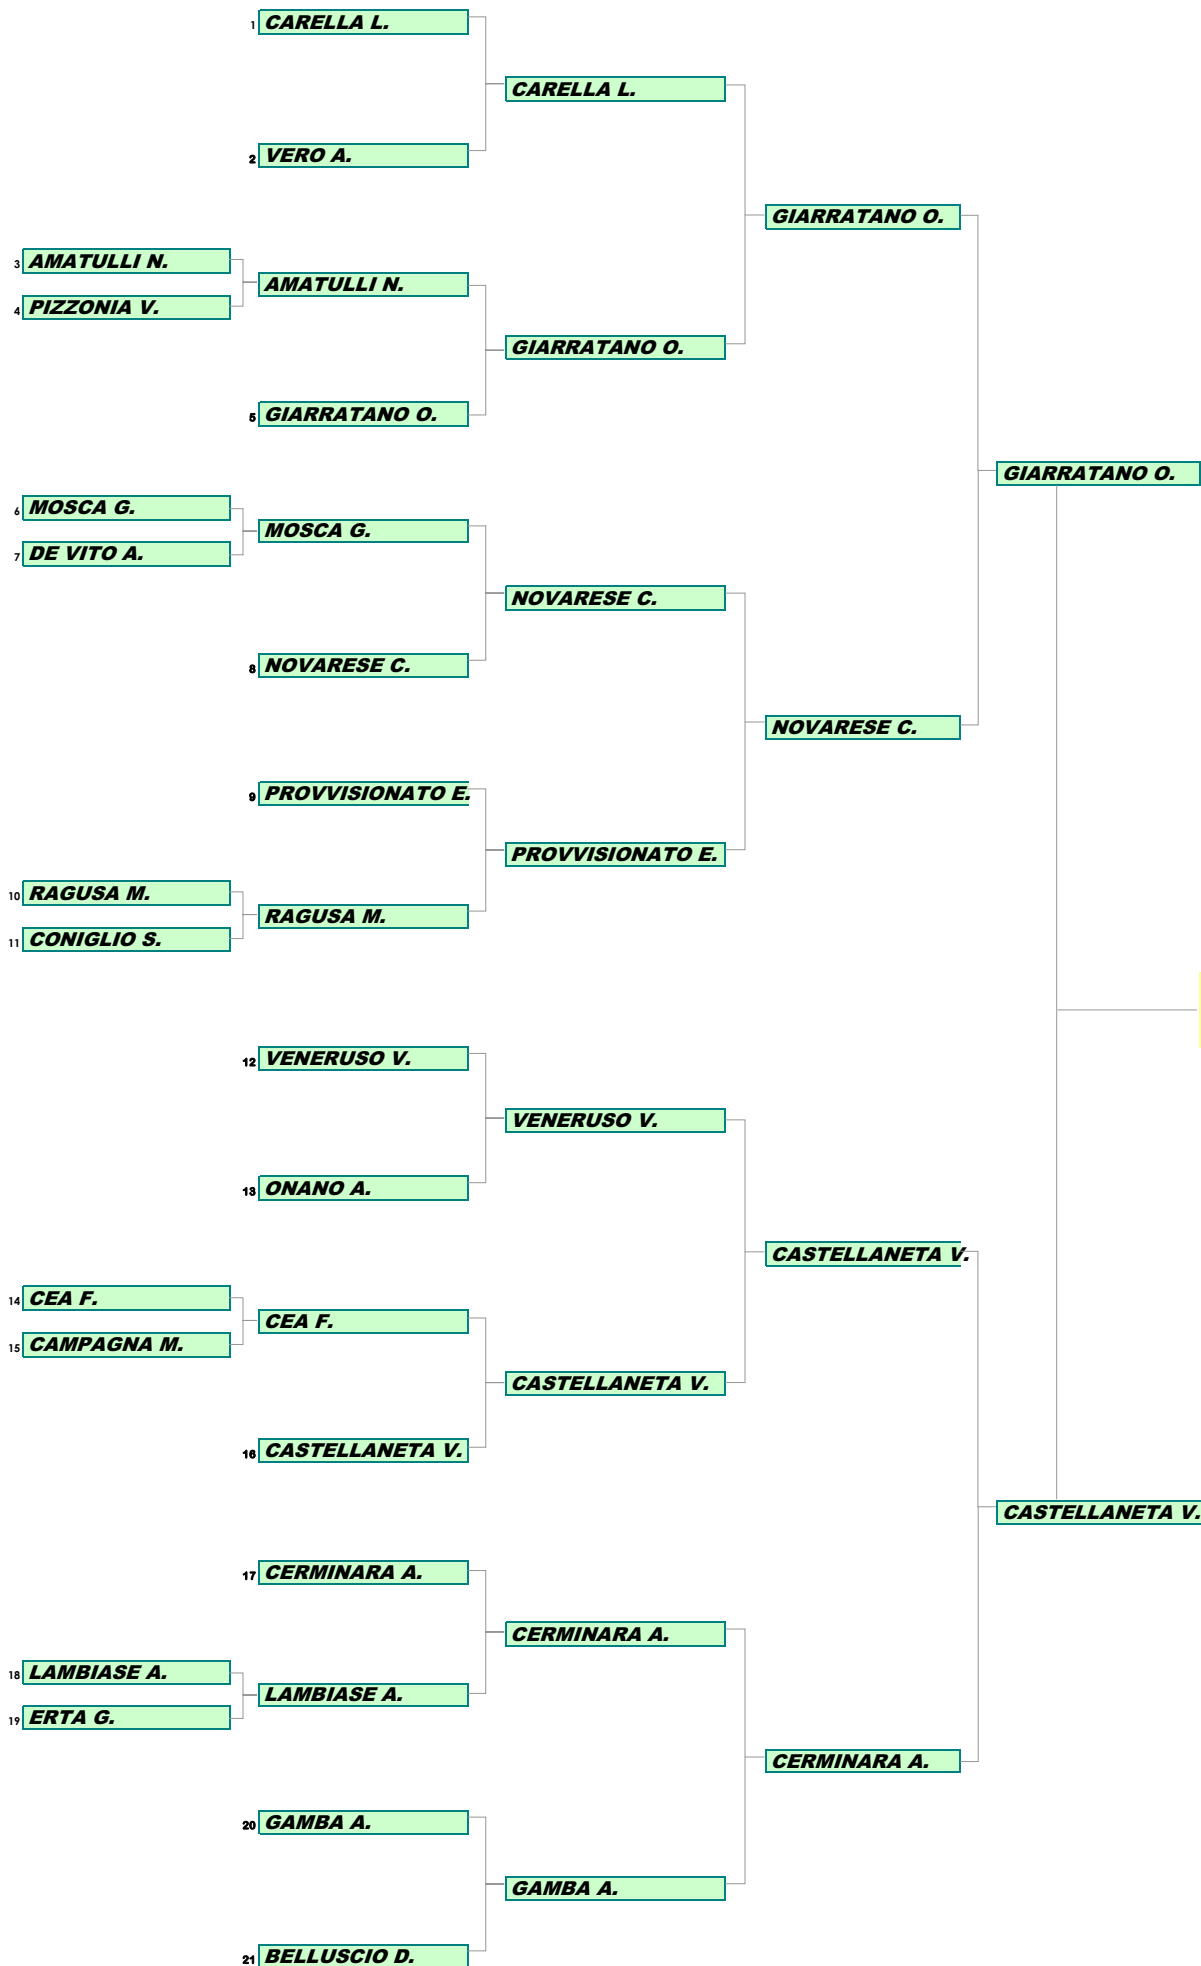 1 CARELLA L.
CARELLA L.
2 VERO A.
GIARRATANO O.
3 AMATULLI N.
AMATULLI N.
4 PIZZONIA V.
GIARRATANO O.
5 GIARRATANO O.
GIARRATANO O.
6 MOSCA G.
MOSCA G.
7 DE VITO A.
NOVARESE C.
8 NOVARESE C.
NOVARESE C.
9 PROVVISIONATO E.
PROVVISIONATO E.
10 RAGUSA M.
RAGUSA M.
11 CONIGLIO S.
12 VENERUSO V.
VENERUSO V.
13 ONANO A.
CASTELLANETA V.
14 CEA F.
CEA F.
15 CAMPAGNA M.
CASTELLANETA V.
16 CASTELLANETA V.
CASTELLANETA V.
17 CERMINARA A.
CERMINARA A.
18 LAMBIASE A.
LAMBIASE A.
19 ERTA G.
CERMINARA A.
20 GAMBA A.
GAMBA A.
21 BELLUSCIO D.